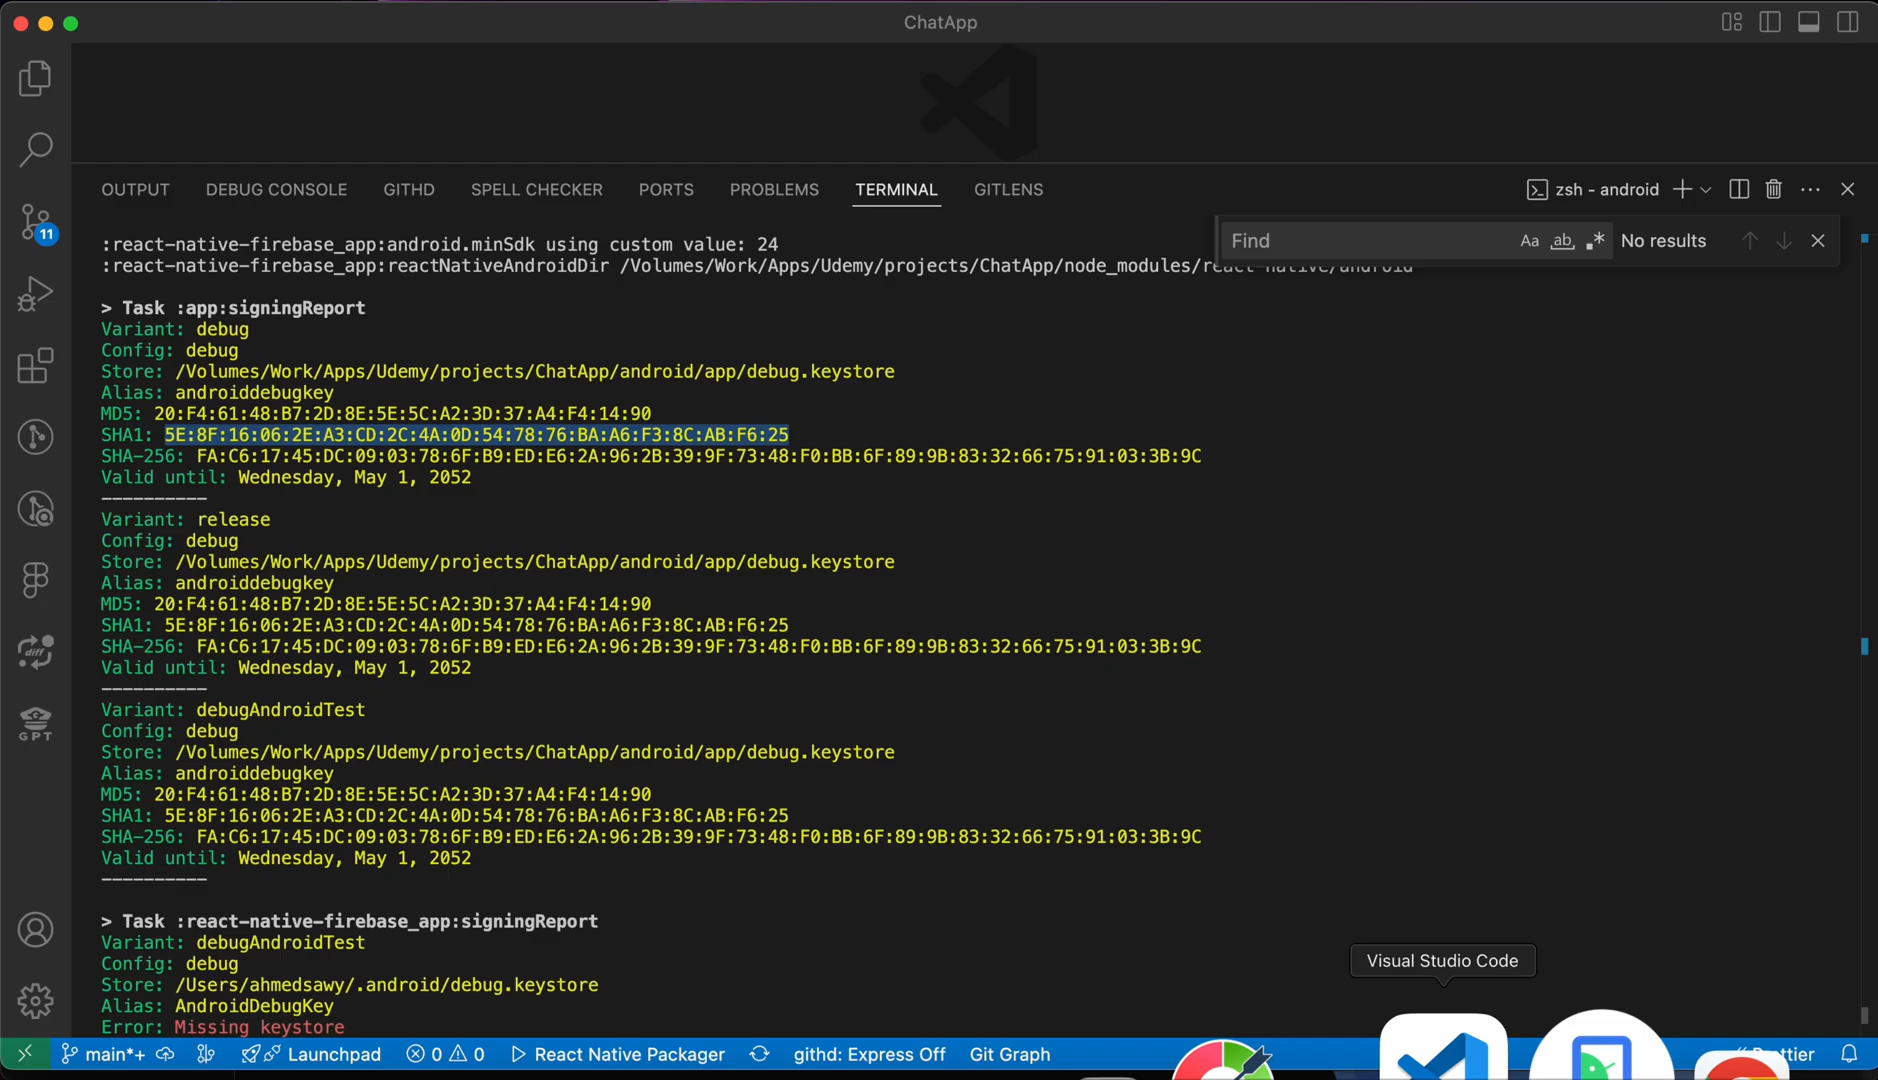 ChatApp
OUTPUT DEBUG CONSOLE GITHD SPELL CHECKER PORTS PROBLEMS TERMINAL GITLENS zsh - android
Find Aa ab No results
11
:react-native-firebase_app:android.minSdk using custom value: 24
:react-native-firebase_app:reactNativeAndroidDir /Volumes/Work/Apps/Udemy/projects/ChatApp/node_modules/react-native/android
> Task :app:signingReport
Variant: debug
Config: debug
Store: /Volumes/Work/Apps/Udemy/projects/ChatApp/android/app/debug.keystore
Alias: androiddebugkey
MD5: 20:F4:61:48:B7:2D:8E:5E:5C:A2:3D:37:A4:F4:14:90
SHA1: 5E:8F:16:06:2E:A3:CD:2C:4A:0D:54:78:76:BA:A6:F3:8C:AB:F6:25
SHA-256: FA:C6:17:45:DC:09:03:78:6F:B9:ED:E6:2A:96:2B:39:9F:73:48:F0:BB:6F:89:9B:83:32:66:75:91:03:3B:9C
Valid until: Wednesday, May 1, 2052
----------
Variant: release
Config: debug
Store: /Volumes/Work/Apps/Udemy/projects/ChatApp/android/app/debug.keystore
Alias: androiddebugkey
MD5: 20:F4:61:48:B7:2D:8E:5E:5C:A2:3D:37:A4:F4:14:90
SHA1: 5E:8F:16:06:2E:A3:CD:2C:4A:0D:54:78:76:BA:A6:F3:8C:AB:F6:25
SHA-256: FA:C6:17:45:DC:09:03:78:6F:B9:ED:E6:2A:96:2B:39:9F:73:48:F0:BB:6F:89:9B:83:32:66:75:91:03:3B:9C
Valid until: Wednesday, May 1, 2052
----------
Variant: debugAndroidTest
Config: debug
Store: /Volumes/Work/Apps/Udemy/projects/ChatApp/android/app/debug.keystore
Alias: androiddebugkey
MD5: 20:F4:61:48:B7:2D:8E:5E:5C:A2:3D:37:A4:F4:14:90
SHA1: 5E:8F:16:06:2E:A3:CD:2C:4A:0D:54:78:76:BA:A6:F3:8C:AB:F6:25
SHA-256: FA:C6:17:45:DC:09:03:78:6F:B9:ED:E6:2A:96:2B:39:9F:73:48:F0:BB:6F:89:9B:83:32:66:75:91:03:3B:9C
Valid until: Wednesday, May 1, 2052
----------
> Task :react-native-firebase_app:signingReport
Variant: debugAndroidTest
Config: debug
Store: /Users/ahmedsawy/.android/debug.keystore
Alias: AndroidDebugKey
Error: Missing keystore
diff
GPT
Visual Studio Code
main*+ Launchpad 0 0 React Native Packager githd: Express Off Git Graph